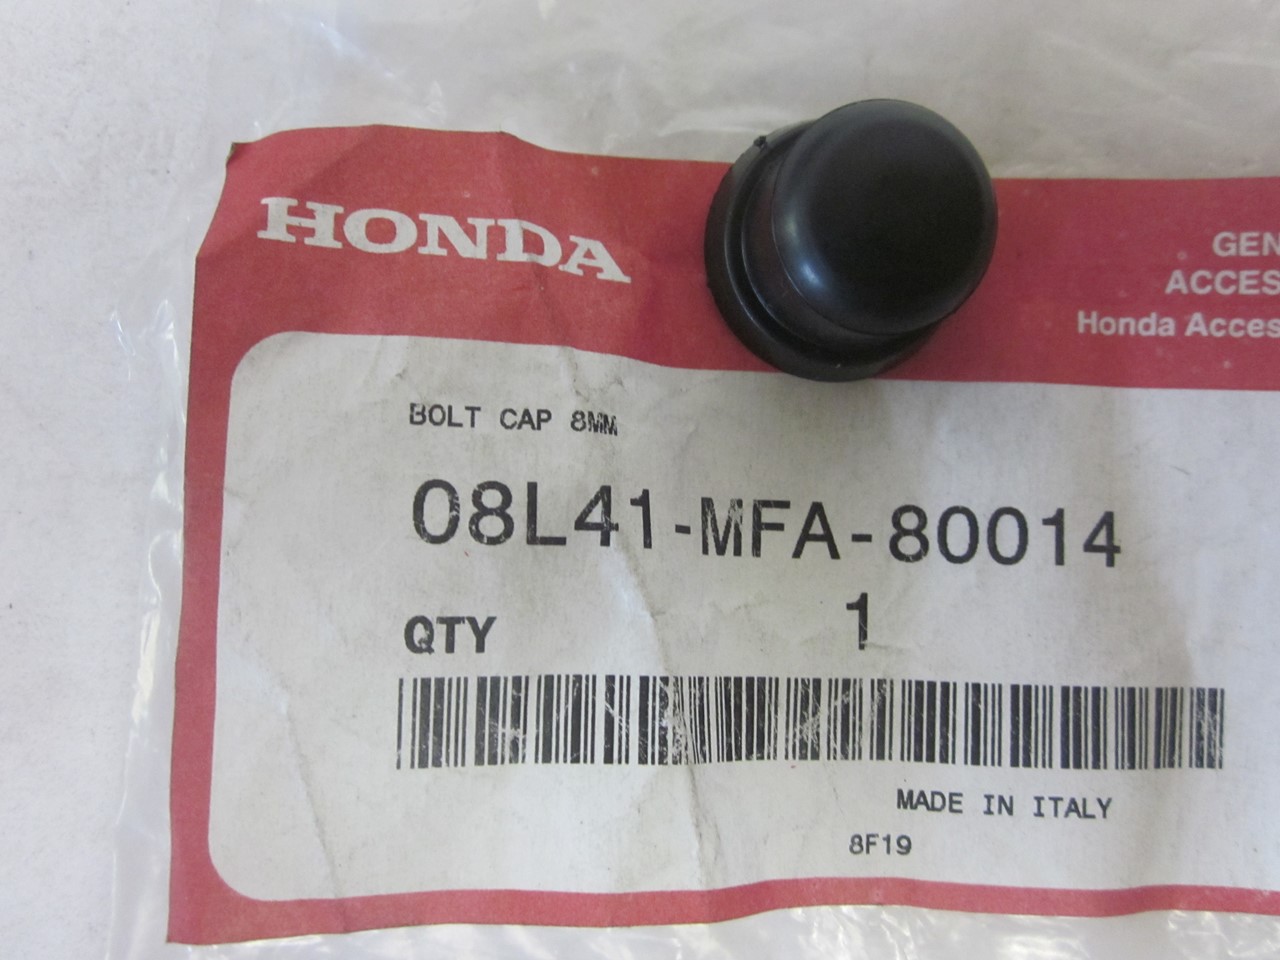 HONDA
GEN
ACCES
Honda Acces
BOLT CAP 8MM
08L41-MFA-80014
QTY 1
MADE IN ITALY
8F19